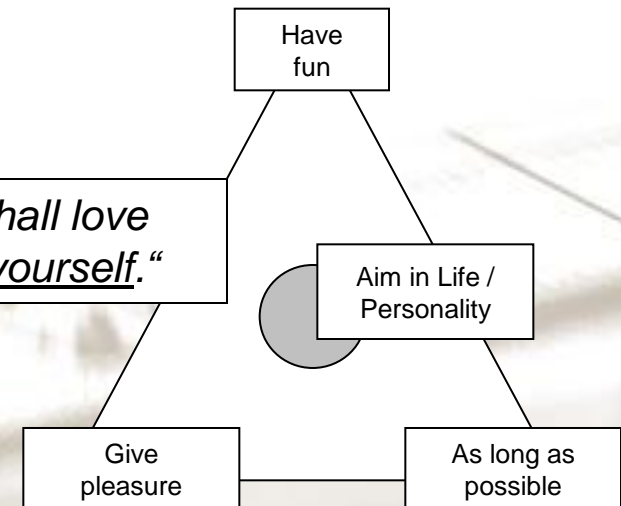 Have
fun
hall love
yourself.“
Aim in Life /
Personality
Give
pleasure
As long as
possible